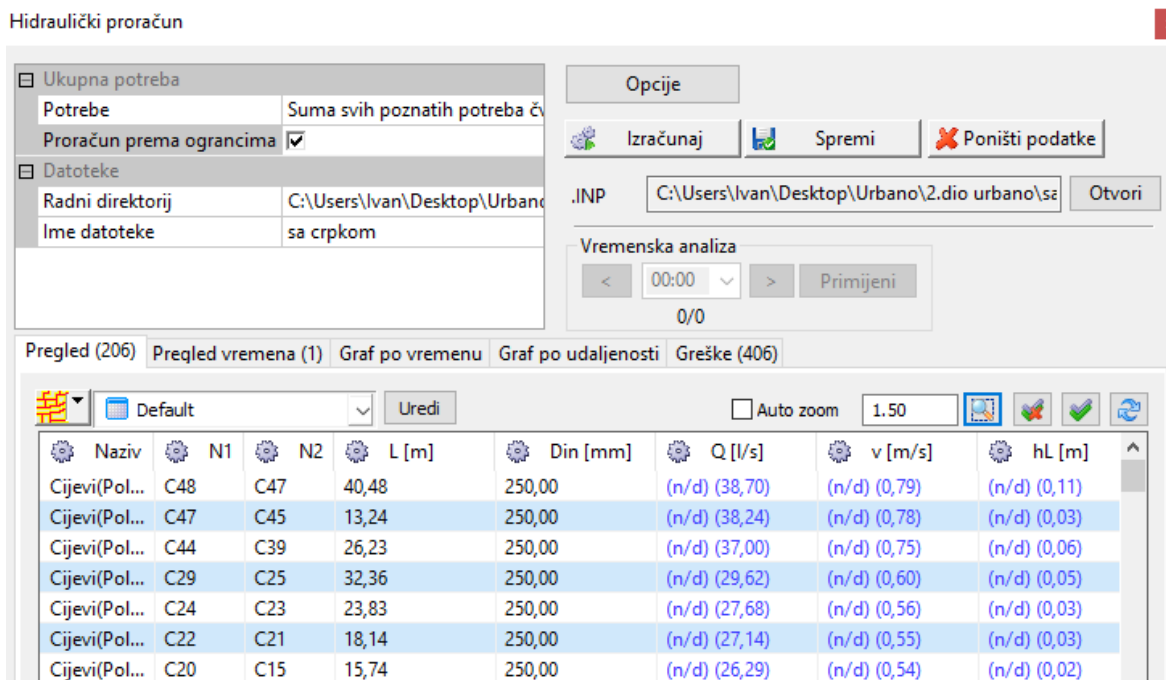 Hidraulički proračun
Ukupna potreba
Potrebe Suma svih poznatih potreba čv
Proračun prema ograncima
Datoteke
Radni direktorij C:\Users\Ivan\Desktop\Urbano
Ime datoteke sa crpkom
Opcije
Izračunaj Spremi Poništi podatke
.INP C:\Users\Ivan\Desktop\Urbano\2.dio urbano\sa Otvori
Vremenska analiza
< 00:00 > Primijeni
0/0
Pregled (206) Pregled vremena (1) Graf po vremenu Graf po udaljenosti Greške (406)
Default Uredi Auto zoom 1.50
Naziv N1 N2 L [m] Din [mm] Q [l/s] v [m/s] hL [m]
Cijevi(Pol... C48 C47 40,48 250,00 (n/d) (38,70) (n/d) (0,79) (n/d) (0,11)
Cijevi(Pol... C47 C45 13,24 250,00 (n/d) (38,24) (n/d) (0,78) (n/d) (0,03)
Cijevi(Pol... C44 C39 26,23 250,00 (n/d) (37,00) (n/d) (0,75) (n/d) (0,06)
Cijevi(Pol... C29 C25 32,36 250,00 (n/d) (29,62) (n/d) (0,60) (n/d) (0,05)
Cijevi(Pol... C24 C23 23,83 250,00 (n/d) (27,68) (n/d) (0,56) (n/d) (0,03)
Cijevi(Pol... C22 C21 18,14 250,00 (n/d) (27,14) (n/d) (0,55) (n/d) (0,03)
Cijevi(Pol... C20 C15 15,74 250,00 (n/d) (26,29) (n/d) (0,54) (n/d) (0,02)